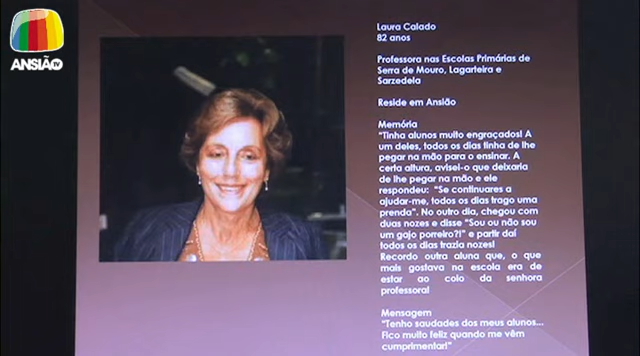 ANSIÃO TV
Laura Calado
82 anos
Professora nas Escolas Primárias de
Serra de Mouro, Lagarteira e
Sarzedela
Reside em Ansião
Memória
"Tinha alunos muito engraçados! A
um deles, todos os dias tinha de lhe
pegar na mão para o ensinar. A
certa altura, avisei-o que deixaria
de lhe pegar na mão e ele
respondeu: "Se continuares a
ajudar-me, todos os dias trago uma
prenda". No outro dia, chegou com
duas nozes e disse "Sou ou não sou
um gajo porreiro?!" e partir daí
todos os dias trazia nozes!
Recordo outra aluna que, o que
mais gostava na escola era de
estar ao colo da senhora
professora!
Mensagem
"Tenho saudades dos meus alunos...
Fico muito feliz quando me vêm
cumprimentar!"